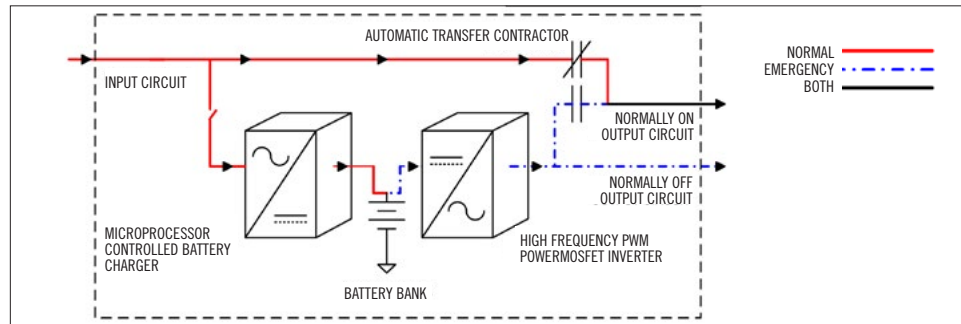 AUTOMATIC TRANSFER CONTRACTOR
INPUT CIRCUIT
NORMAL
EMERGENCY
BOTH
NORMALLY ON
OUTPUT CIRCUIT
NORMALLY OFF
OUTPUT CIRCUIT
MICROPROCESSOR
CONTROLLED BATTERY
CHARGER
HIGH FREQUENCY PWM
POWERMOSFET INVERTER
BATTERY BANK